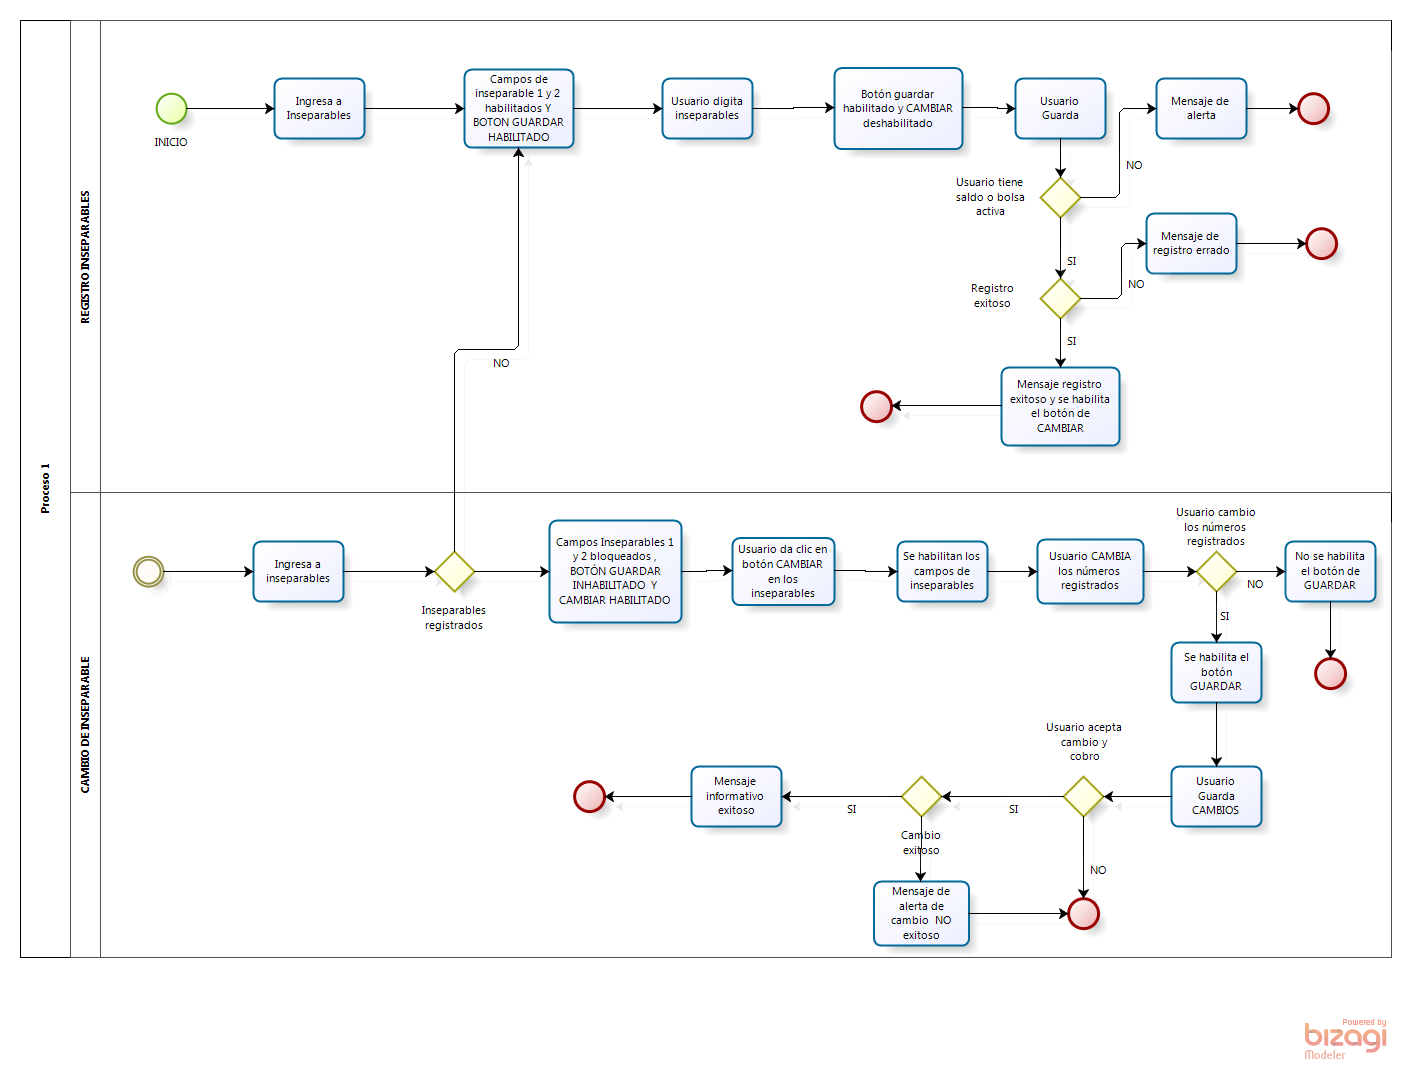 Proceso 1
REGISTRO INSEPARABLES
INICIO
Ingresa a
Inseparables
Campos de
inseparable 1 y 2
habilitados Y
BOTON GUARDAR
HABILITADO
Usuario digita
inseparables
Botón guardar
habilitado y CAMBIAR
deshabilitado
Usuario
Guarda
Mensaje de
alerta
NO
Usuario tiene
saldo o bolsa
activa
SI
Mensaje de
registro errado
NO
Registro
exitoso
SI
Mensaje registro
exitoso y se habilita
el botón de
CAMBIAR
NO
CAMBIO DE INSEPARABLE
Ingresa a
inseparables
Inseparables
registrados
Campos Inseparables 1
y 2 bloqueados ,
BOTÓN GUARDAR
INHABILITADO Y
CAMBIAR HABILITADO
Usuario da clic en
botón CAMBIAR
en los
inseparables
Se habilitan los
campos de
inseparables
Usuario CAMBIA
los números
registrados
Usuario cambio
los números
registrados
NO
No se habilita
el botón de
GUARDAR
SI
Se habilita el
botón
GUARDAR
Usuario
Guarda
CAMBIOS
Usuario acepta
cambio y
cobro
SI
NO
Cambio
exitoso
SI
Mensaje
informativo
exitoso
Mensaje de
alerta de
cambio NO
exitoso
Powered by
bizagi
Modeler